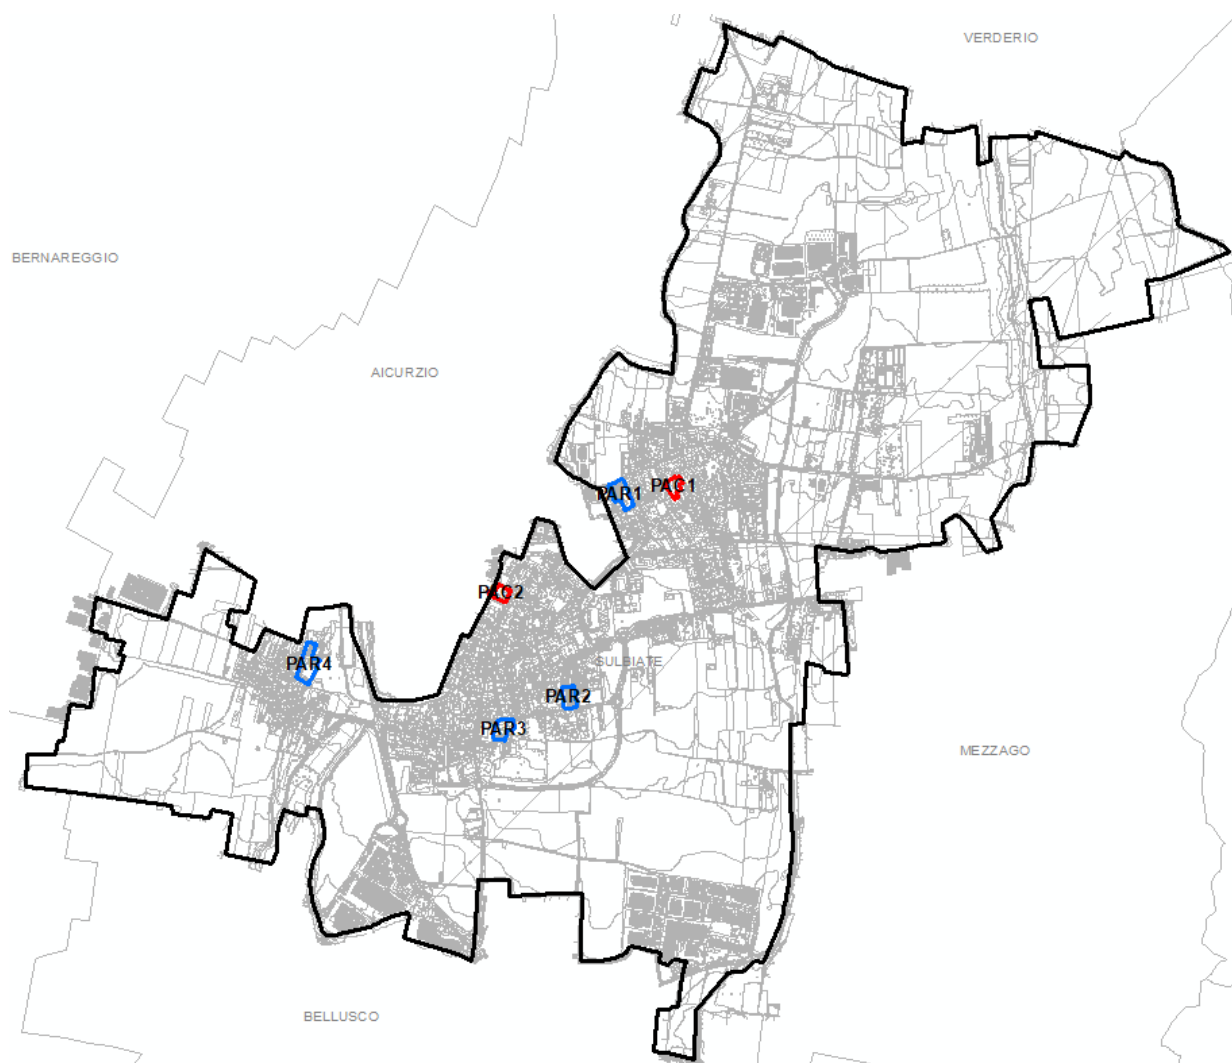 VERDERIO
BERNAREGGIO
AICURZIO
PAR1
PAC1
PAC2
PAR4
SULBIATE
PAR2
PAR3
MEZZAGO
BELLUSCO